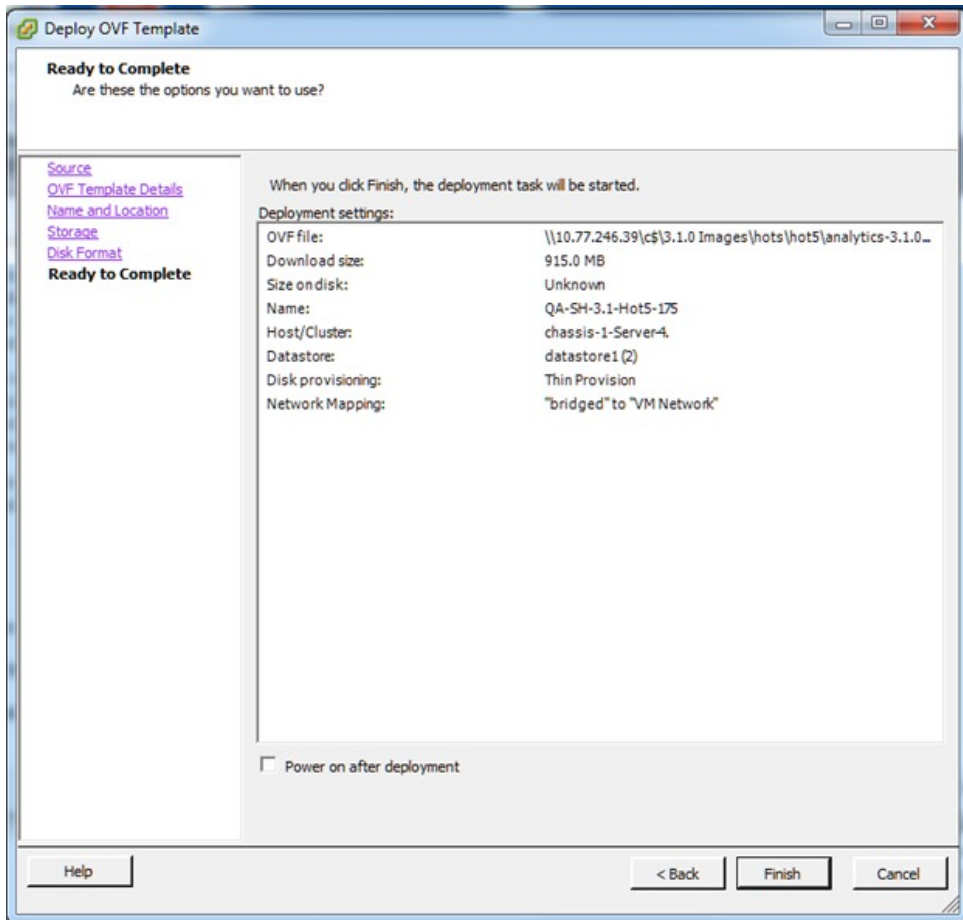 Deploy OVF Template
Ready to Complete
Are these the options you want to use?
Source
OVF Template Details
Name and Location
Storage
Disk Format
Ready to Complete
When you click Finish, the deployment task will be started.
Deployment settings:
OVF file: \\10.77.246.39\c$\3.1.0 Images\hots\hot5\analytics-3.1.0...
Download size: 915.0 MB
Size on disk: Unknown
Name: QA-SH-3.1-Hot5-175
Host/Cluster: chassis-1-Server-4.
Datastore: datastore1 (2)
Disk provisioning: Thin Provision
Network Mapping: "bridged" to "VM Network"
Power on after deployment
Help
< Back
Finish
Cancel